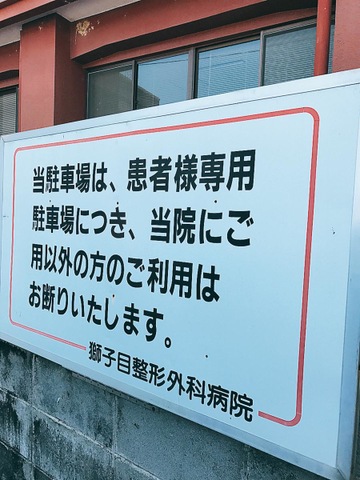 当駐車場は、患者様専用
駐車場につき、当院にご
用以外の方のご利用は
お断りいたします。
獅子目整形外科病院